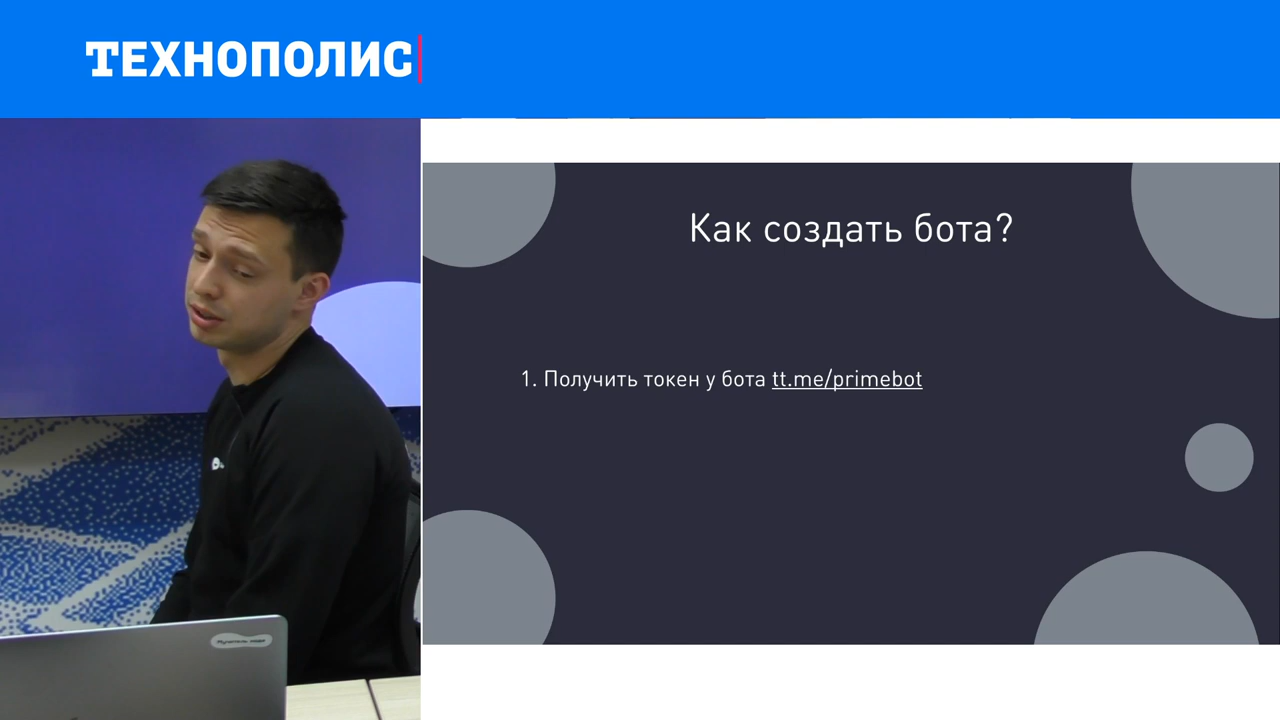 ТЕХНОПОЛИС
Как создать бота?
1. Получить токен у бота tt.me/primebot